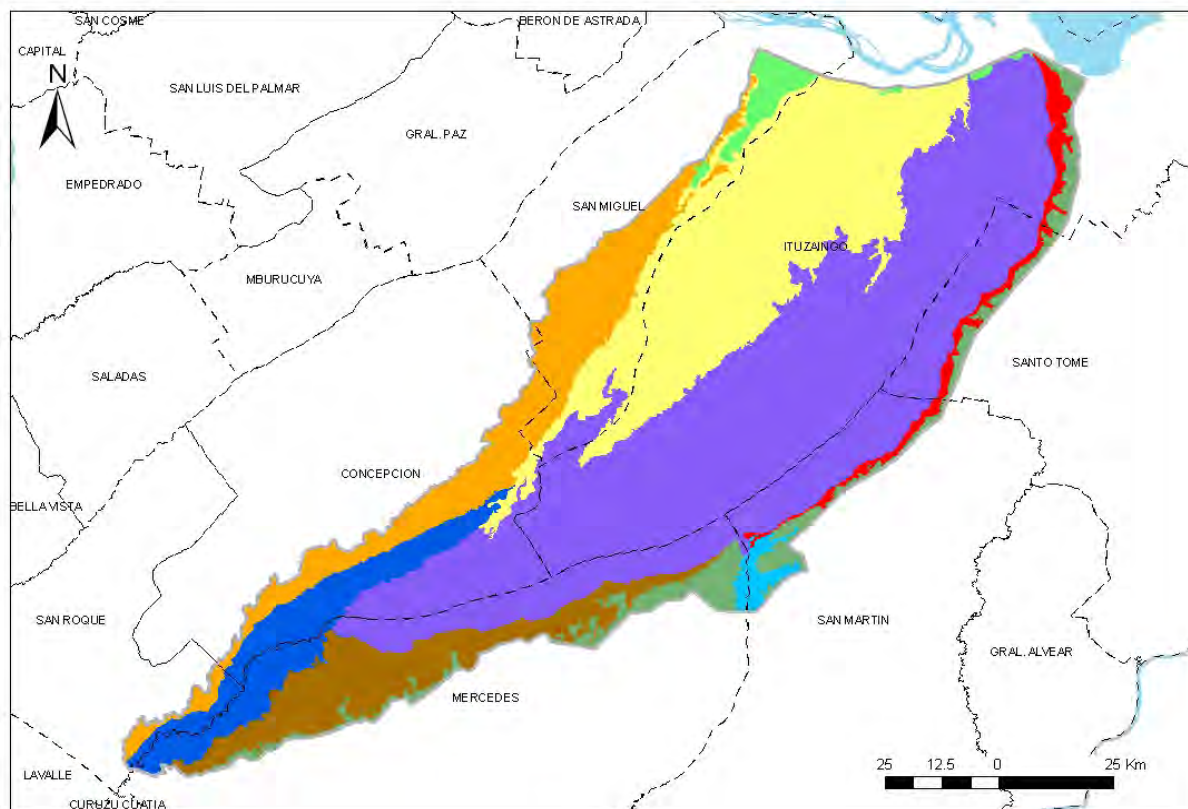 SAN COSME
BERON DE ASTRADA
CAPITAL
N
SAN LUIS DEL PALMAR
GRAL. PAZ
EMPEDRADO
SAN MIGUEL
ITUZAINGO
MBURUCUYA
SANTO TOME
SALADAS
CONCEPCION
BELLA VISTA
SAN ROQUE
SAN MARTIN
GRAL. ALVEAR
MERCEDES
LAVALLE
25 12.5 0 25 Km
CURUZU CUATIA